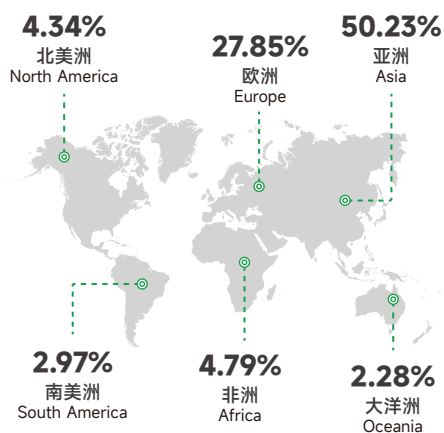 4.34%
北美洲
North America
27.85%
欧洲
Europe
50.23%
亚洲
Asia
2.97%
南美洲
South America
4.79%
非洲
Africa
2.28%
大洋洲
Oceania